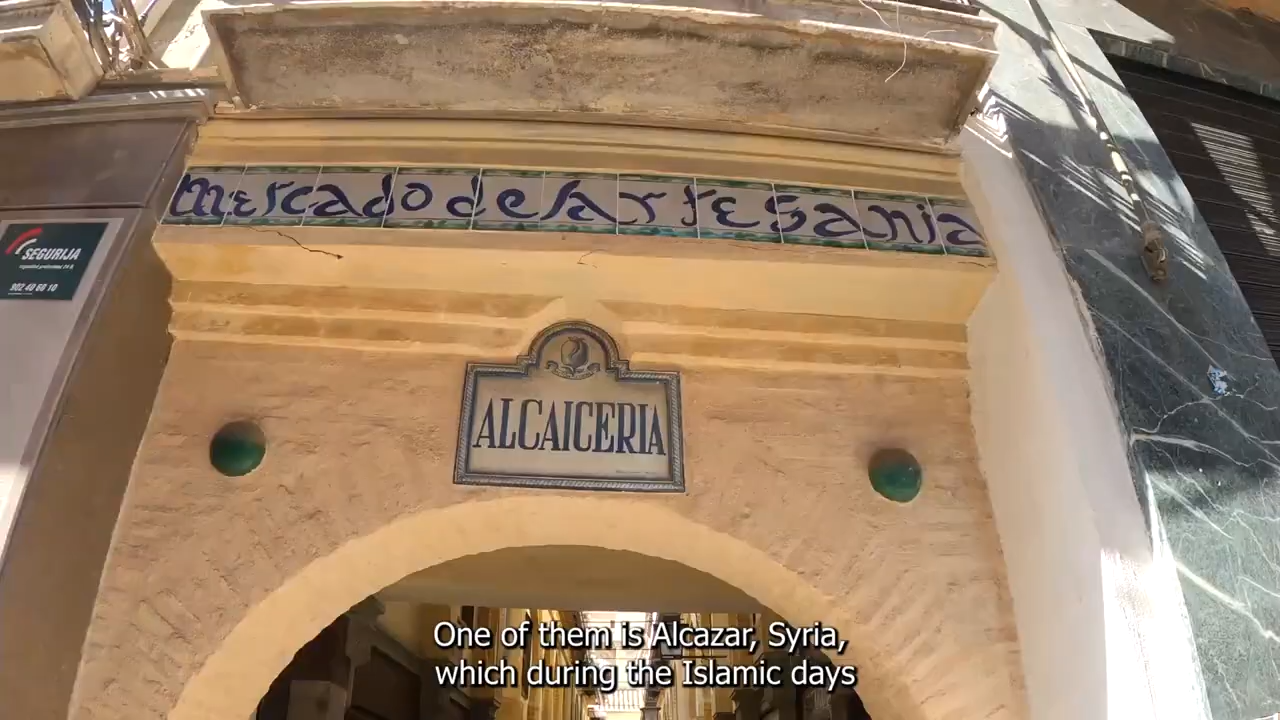 Mercado de Artesania
SEGURIJA
902 40 60 10
ALCAICERIA
One of them is Alcazar, Syria,
which during the Islamic days